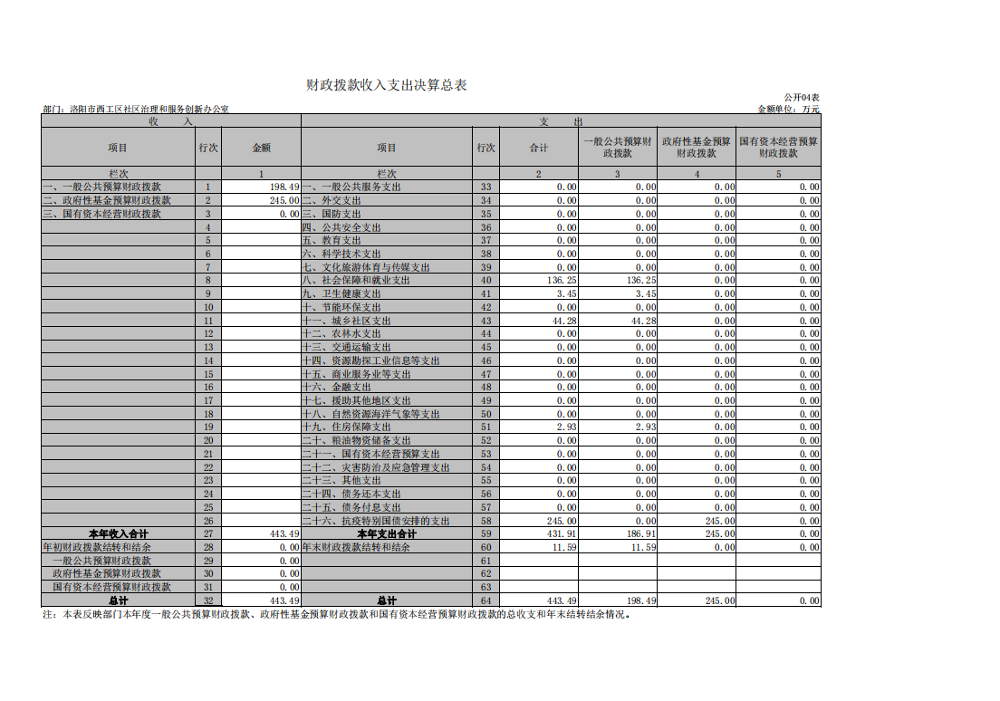 财政拨款收入支出决算总表
公开04表
部门：洛阳市西工区社区治理和服务创新办公室 金额单位：万元
收 入 支 出
项目 行次 金额 项目 行次 合计 一般公共预算财政拨款 政府性基金预算财政拨款 国有资本经营预算财政拨款
栏次 1 栏次 2 3 4 5
一、一般公共预算财政拨款 1 198.49 一、一般公共服务支出 33 0.00 0.00 0.00 0.00
二、政府性基金预算财政拨款 2 245.00 二、外交支出 34 0.00 0.00 0.00 0.00
三、国有资本经营财政拨款 3 0.00 三、国防支出 35 0.00 0.00 0.00 0.00
4 四、公共安全支出 36 0.00 0.00 0.00 0.00
5 五、教育支出 37 0.00 0.00 0.00 0.00
6 六、科学技术支出 38 0.00 0.00 0.00 0.00
7 七、文化旅游体育与传媒支出 39 0.00 0.00 0.00 0.00
8 八、社会保障和就业支出 40 136.25 136.25 0.00 0.00
9 九、卫生健康支出 41 3.45 3.45 0.00 0.00
10 十、节能环保支出 42 0.00 0.00 0.00 0.00
11 十一、城乡社区支出 43 44.28 44.28 0.00 0.00
12 十二、农林水支出 44 0.00 0.00 0.00 0.00
13 十三、交通运输支出 45 0.00 0.00 0.00 0.00
14 十四、资源勘探工业信息等支出 46 0.00 0.00 0.00 0.00
15 十五、商业服务业等支出 47 0.00 0.00 0.00 0.00
16 十六、金融支出 48 0.00 0.00 0.00 0.00
17 十七、援助其他地区支出 49 0.00 0.00 0.00 0.00
18 十八、自然资源海洋气象等支出 50 0.00 0.00 0.00 0.00
19 十九、住房保障支出 51 2.93 2.93 0.00 0.00
20 二十、粮油物资储备支出 52 0.00 0.00 0.00 0.00
21 二十一、国有资本经营预算支出 53 0.00 0.00 0.00 0.00
22 二十二、灾害防治及应急管理支出 54 0.00 0.00 0.00 0.00
23 二十三、其他支出 55 0.00 0.00 0.00 0.00
24 二十四、债务还本支出 56 0.00 0.00 0.00 0.00
25 二十五、债务付息支出 57 0.00 0.00 0.00 0.00
26 二十六、抗疫特别国债安排的支出 58 245.00 0.00 245.00 0.00
本年收入合计 27 443.49 本年支出合计 59 431.91 186.91 245.00 0.00
年初财政拨款结转和结余 28 0.00 年末财政拨款结转和结余 60 11.59 11.59 0.00 0.00
一般公共预算财政拨款 29 0.00 61
政府性基金预算财政拨款 30 0.00 62
国有资本经营预算财政拨款 31 0.00 63
总计 32 443.49 总计 64 443.49 198.49 245.00 0.00
注：本表反映部门本年度一般公共预算财政拨款、政府性基金预算财政拨款和国有资本经营预算财政拨款的总收支和年末结转结余情况。